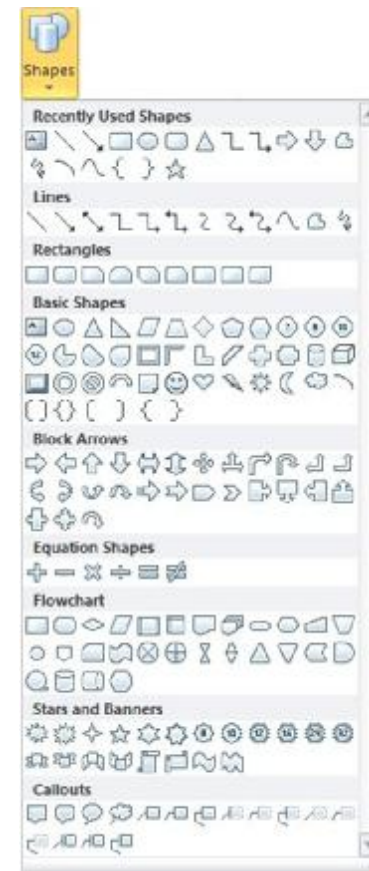 Shapes
Recently Used Shapes
Lines
Rectangles
Basic Shapes
Block Arrows
Equation Shapes
Flowchart
Stars and Banners
Callouts